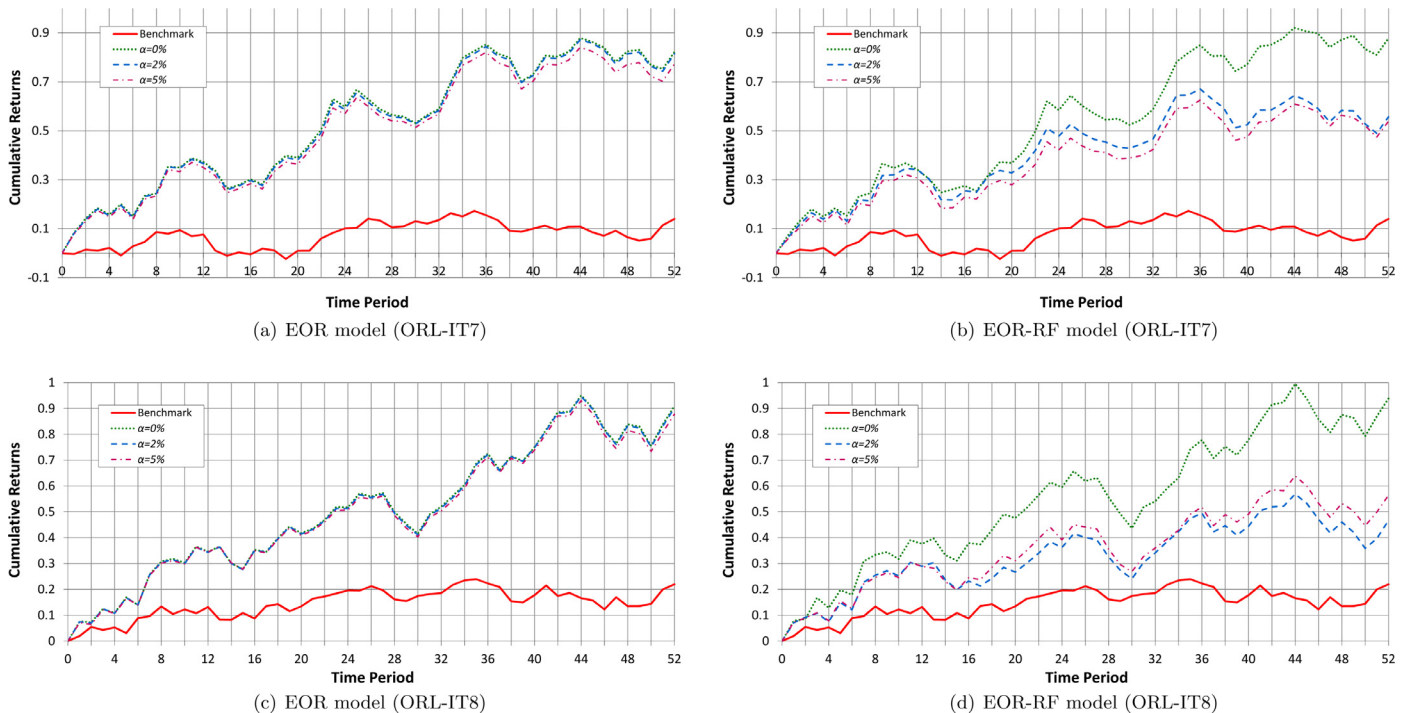 0.9
0.7
0.5
0.3
0.1
-0.1
Cumulative Returns
Benchmark
α=0%
α=2%
α=5%
0 4 8 12 16 20 24 28 32 36 40 44 48 52
Time Period
(a) EOR model (ORL-IT7)
0.9
0.7
0.5
0.3
0.1
-0.1
Cumulative Returns
Benchmark
α=0%
α=2%
α=5%
0 4 8 12 16 20 24 28 32 36 40 44 48 52
Time Period
(b) EOR-RF model (ORL-IT7)
1
0.9
0.8
0.7
0.6
0.5
0.4
0.3
0.2
0.1
0
Cumulative Returns
Benchmark
α=0%
α=2%
α=5%
0 4 8 12 16 20 24 28 32 36 40 44 48 52
Time Period
(c) EOR model (ORL-IT8)
1
0.9
0.8
0.7
0.6
0.5
0.4
0.3
0.2
0.1
0
Cumulative Returns
Benchmark
α=0%
α=2%
α=5%
0 4 8 12 16 20 24 28 32 36 40 44 48 52
Time Period
(d) EOR-RF model (ORL-IT8)